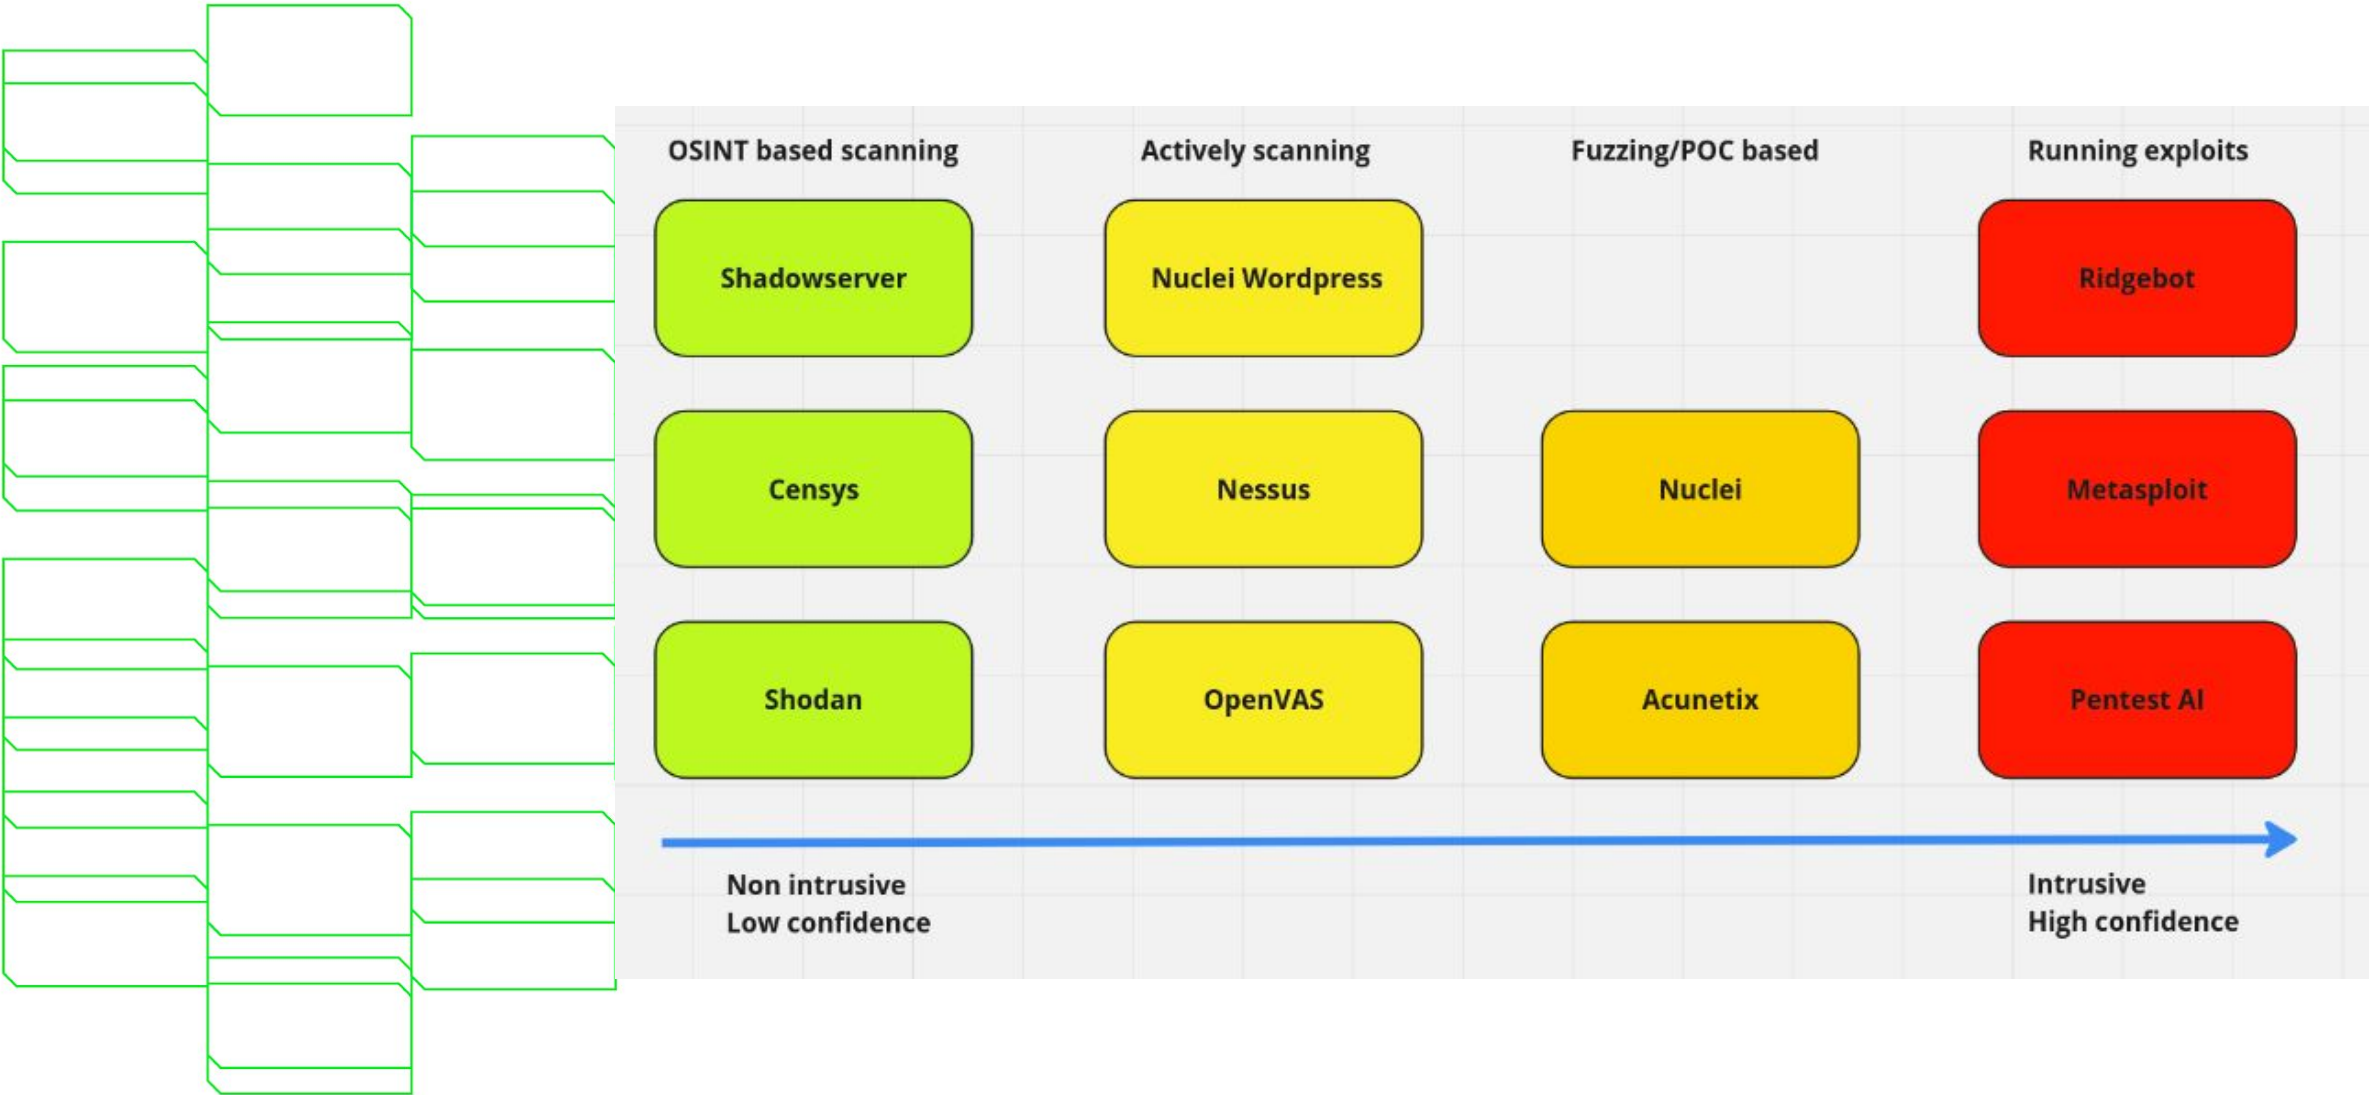 OSINT based scanning
Actively scanning
Fuzzing/POC based
Running exploits
Shadowserver
Nuclei Wordpress
Ridgebot
Censys
Nessus
Nuclei
Metasploit
Shodan
OpenVAS
Acunetix
Pentest AI
Non intrusive
Low confidence
Intrusive
High confidence